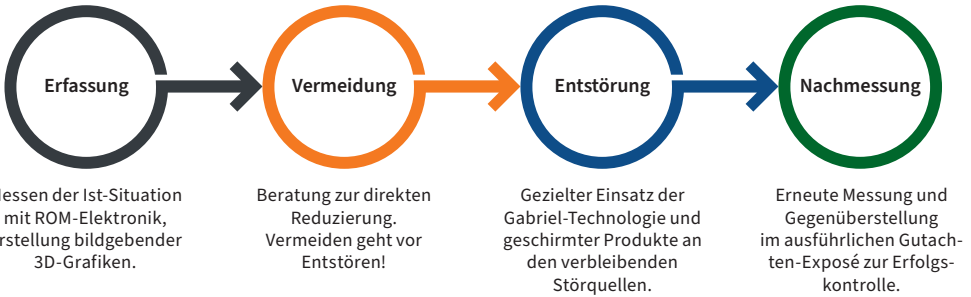 Erfassung
Messen der Ist-Situation
mit ROM-Elektronik,
rstellung bildgebender
3D-Grafiken.
Vermeidung
Beratung zur direkten
Reduzierung.
Vermeiden geht vor
Entstören!
Entstörung
Gezielter Einsatz der
Gabriel-Technologie und
geschirmter Produkte an
den verbleibenden
Störquellen.
Nachmessung
Erneute Messung und
Gegenüberstellung
im ausführlichen Gutach-
ten-Exposé zur Erfolgs-
kontrolle.